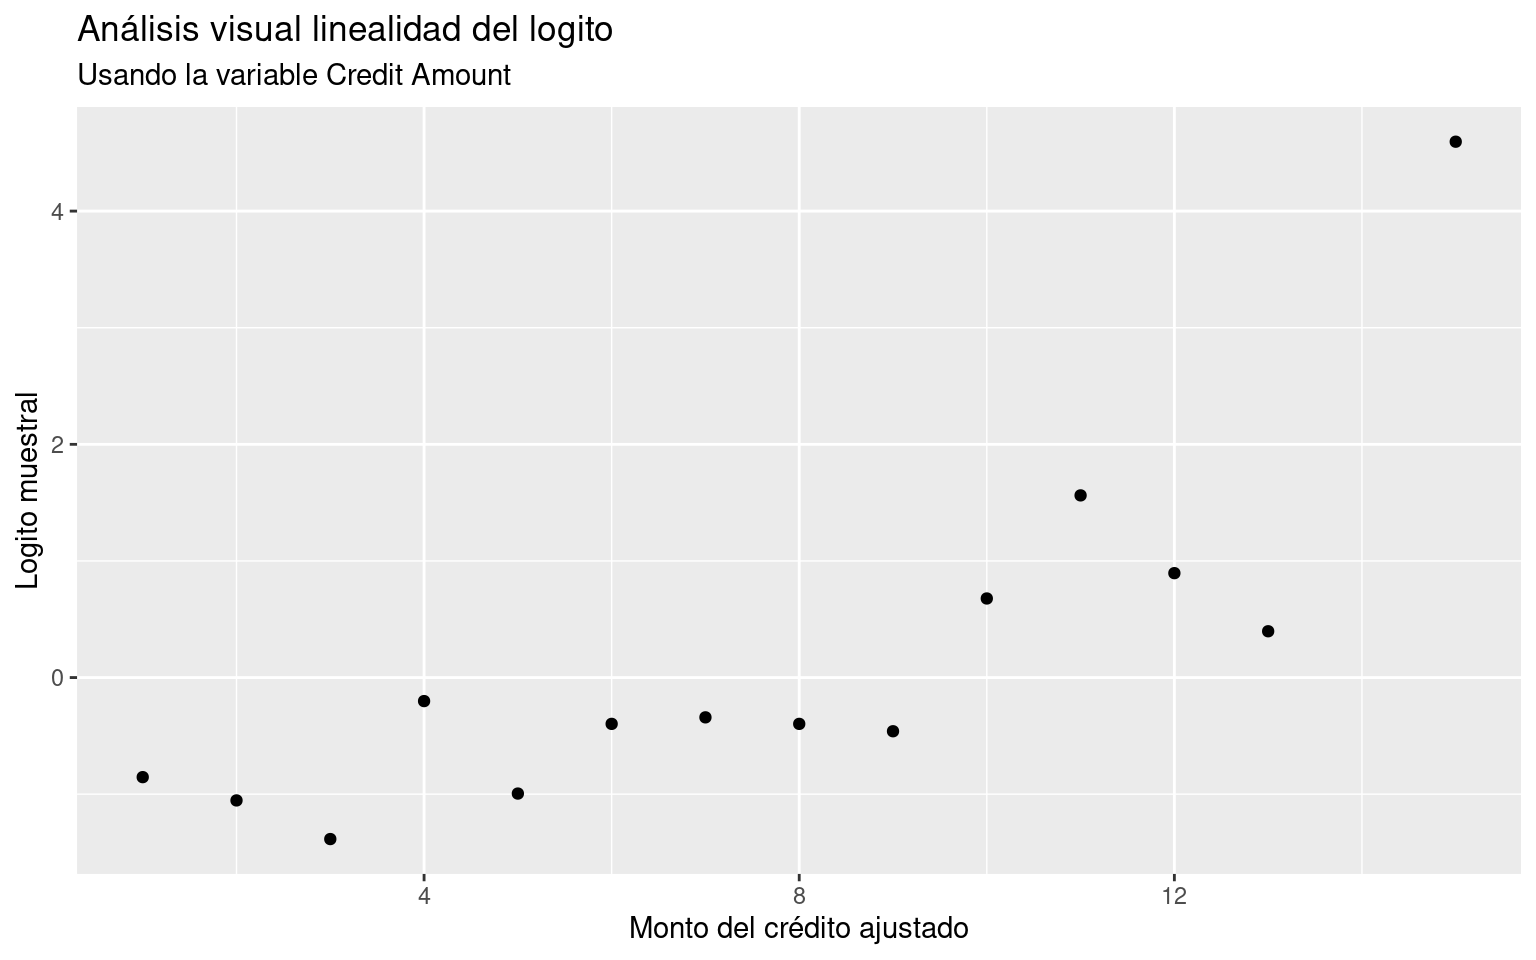 Análisis visual linealidad del logito
Usando la variable Credit Amount
Logito muestral
4
2
0
4
8
12
Monto del crédito ajustado